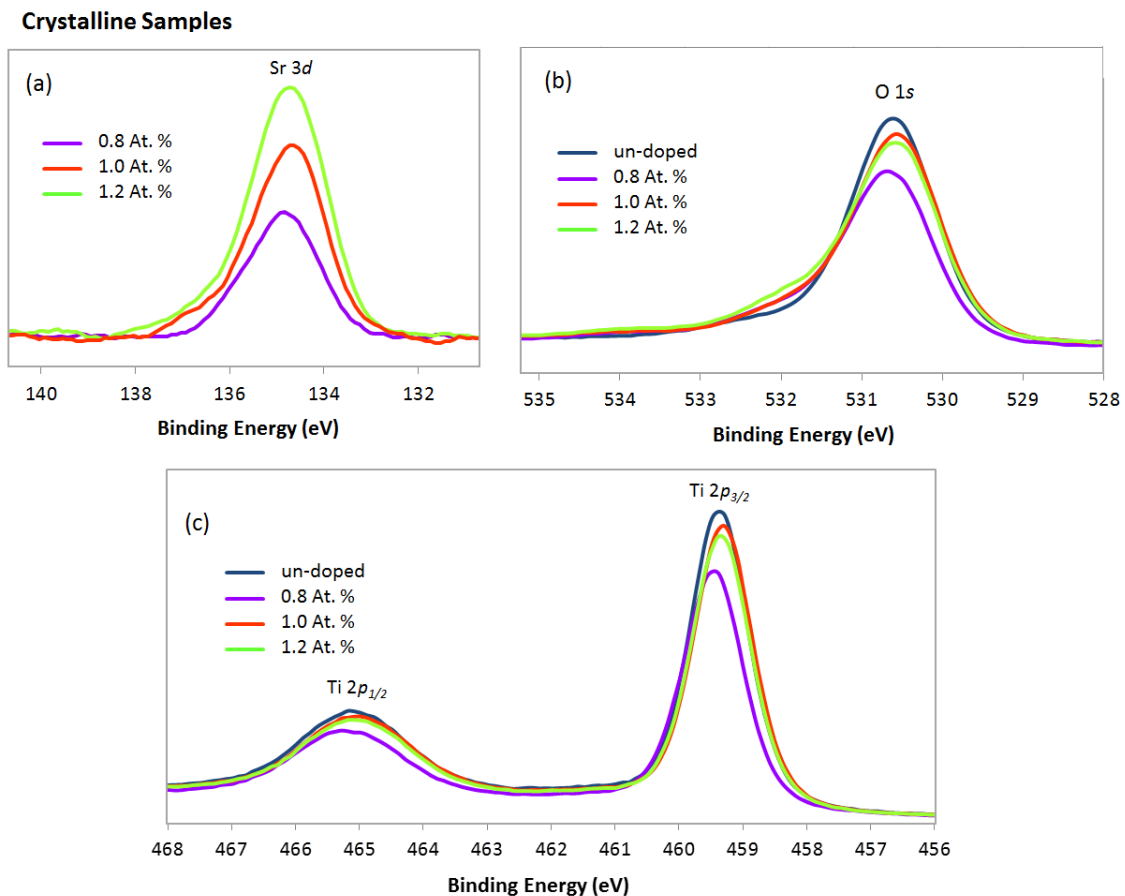 Crystalline Samples
(a)
Sr 3d
0.8 At. %
1.0 At. %
1.2 At. %
140 138 136 134 132
Binding Energy (eV)
(b)
O 1s
un-doped
0.8 At. %
1.0 At. %
1.2 At. %
535 534 533 532 531 530 529 528
Binding Energy (eV)
(c)
Ti 2p3/2
un-doped
0.8 At. %
1.0 At. %
1.2 At. %
Ti 2p1/2
468 467 466 465 464 463 462 461 460 459 458 457 456
Binding Energy (eV)